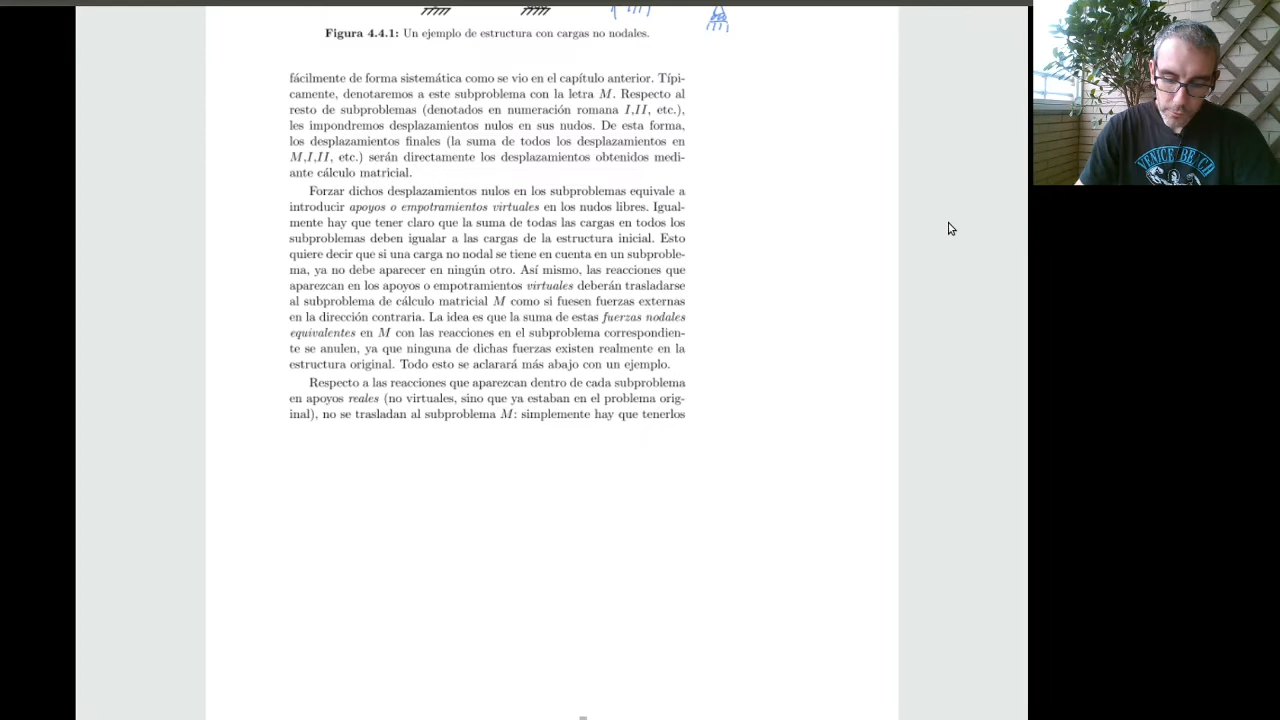 Figura 4.4.1: Un ejemplo de estructura con cargas no nodales.
fácilmente de forma sistemática como se vio en el capítulo anterior. Típi-
camente, denotaremos a este subproblema con la letra M. Respecto al
resto de subproblemas (denotados en numeración romana I,II, etc.),
les impondremos desplazamientos nulos en sus nudos. De esta forma,
los desplazamientos finales (la suma de todos los desplazamientos en
M,I,II, etc.) serán directamente los desplazamientos obtenidos medi-
ante cálculo matricial.
Forzar dichos desplazamientos nulos en los subproblemas equivale a
introducir apoyos o empotramientos virtuales en los nudos libres. Igual-
mente hay que tener claro que la suma de todas las cargas en todos los
subproblemas deben igualar a las cargas de la estructura inicial. Esto
quiere decir que si una carga no nodal se tiene en cuenta en un subproble-
ma, ya no debe aparecer en ningún otro. Así mismo, las reacciones que
aparezcan en los apoyos o empotramientos virtuales deberán trasladarse
al subproblema de cálculo matricial M como si fuesen fuerzas externas
en la dirección contraria. La idea es que la suma de estas fuerzas nodales
equivalentes en M con las reacciones en el subproblema correspondien-
te se anulen, ya que ninguna de dichas fuerzas existen realmente en la
estructura original. Todo esto se aclarará más abajo con un ejemplo.
Respecto a las reacciones que aparezcan dentro de cada subproblema
en apoyos reales (no virtuales, sino que ya estaban en el problema orig-
inal), no se trasladan al subproblema M: simplemente hay que tenerlos
VENICE BE CH